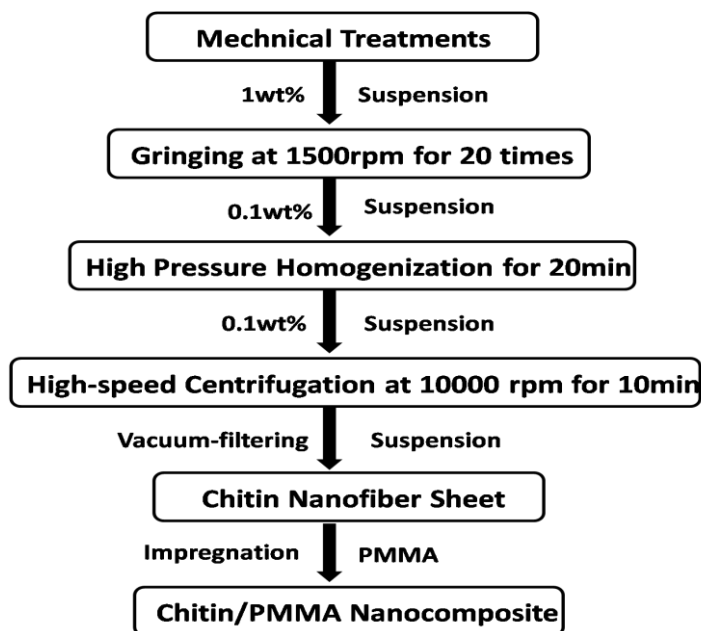 Mechnical Treatments
1wt% Suspension
Gringing at 1500rpm for 20 times
0.1wt% Suspension
High Pressure Homogenization for 20min
0.1wt% Suspension
High-speed Centrifugation at 10000 rpm for 10min
Vacuum-filtering Suspension
Chitin Nanofiber Sheet
Impregnation PMMA
Chitin/PMMA Nanocomposite